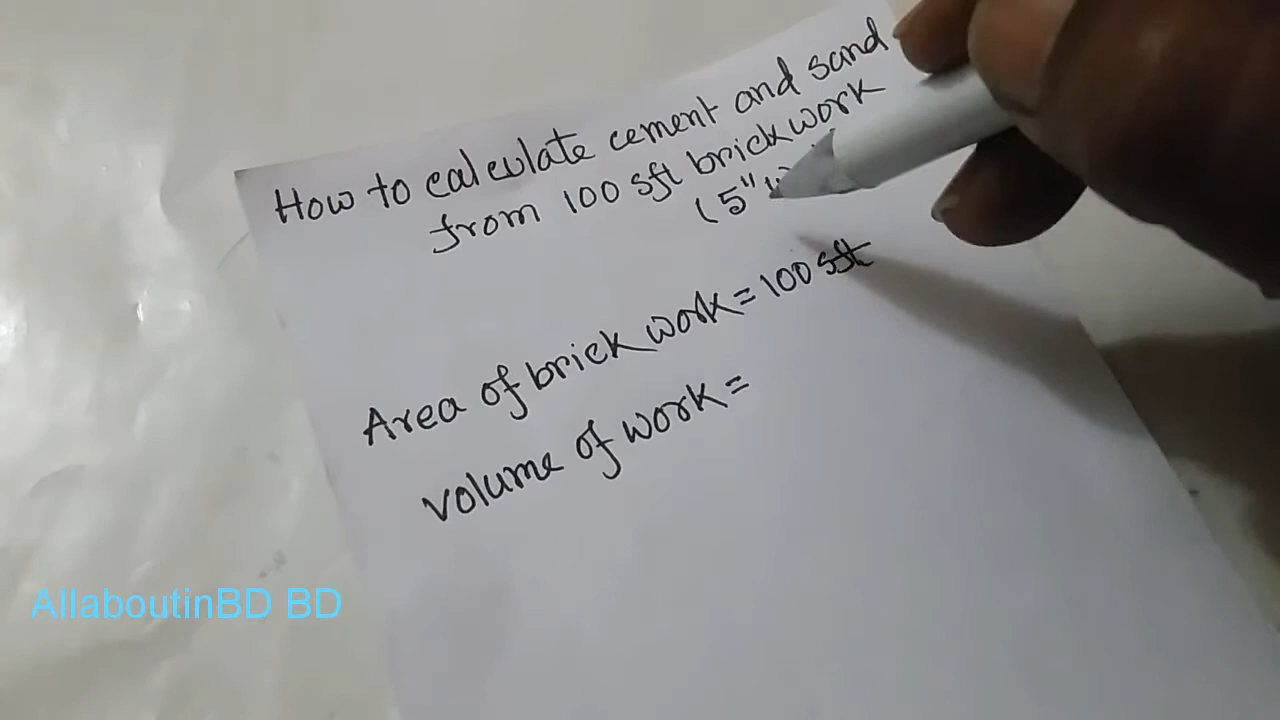 How to calculate cement and sand
from 100 sft brick work
(5"
Area of brick work = 100 sft
volume of work =
AllaboutinBD BD